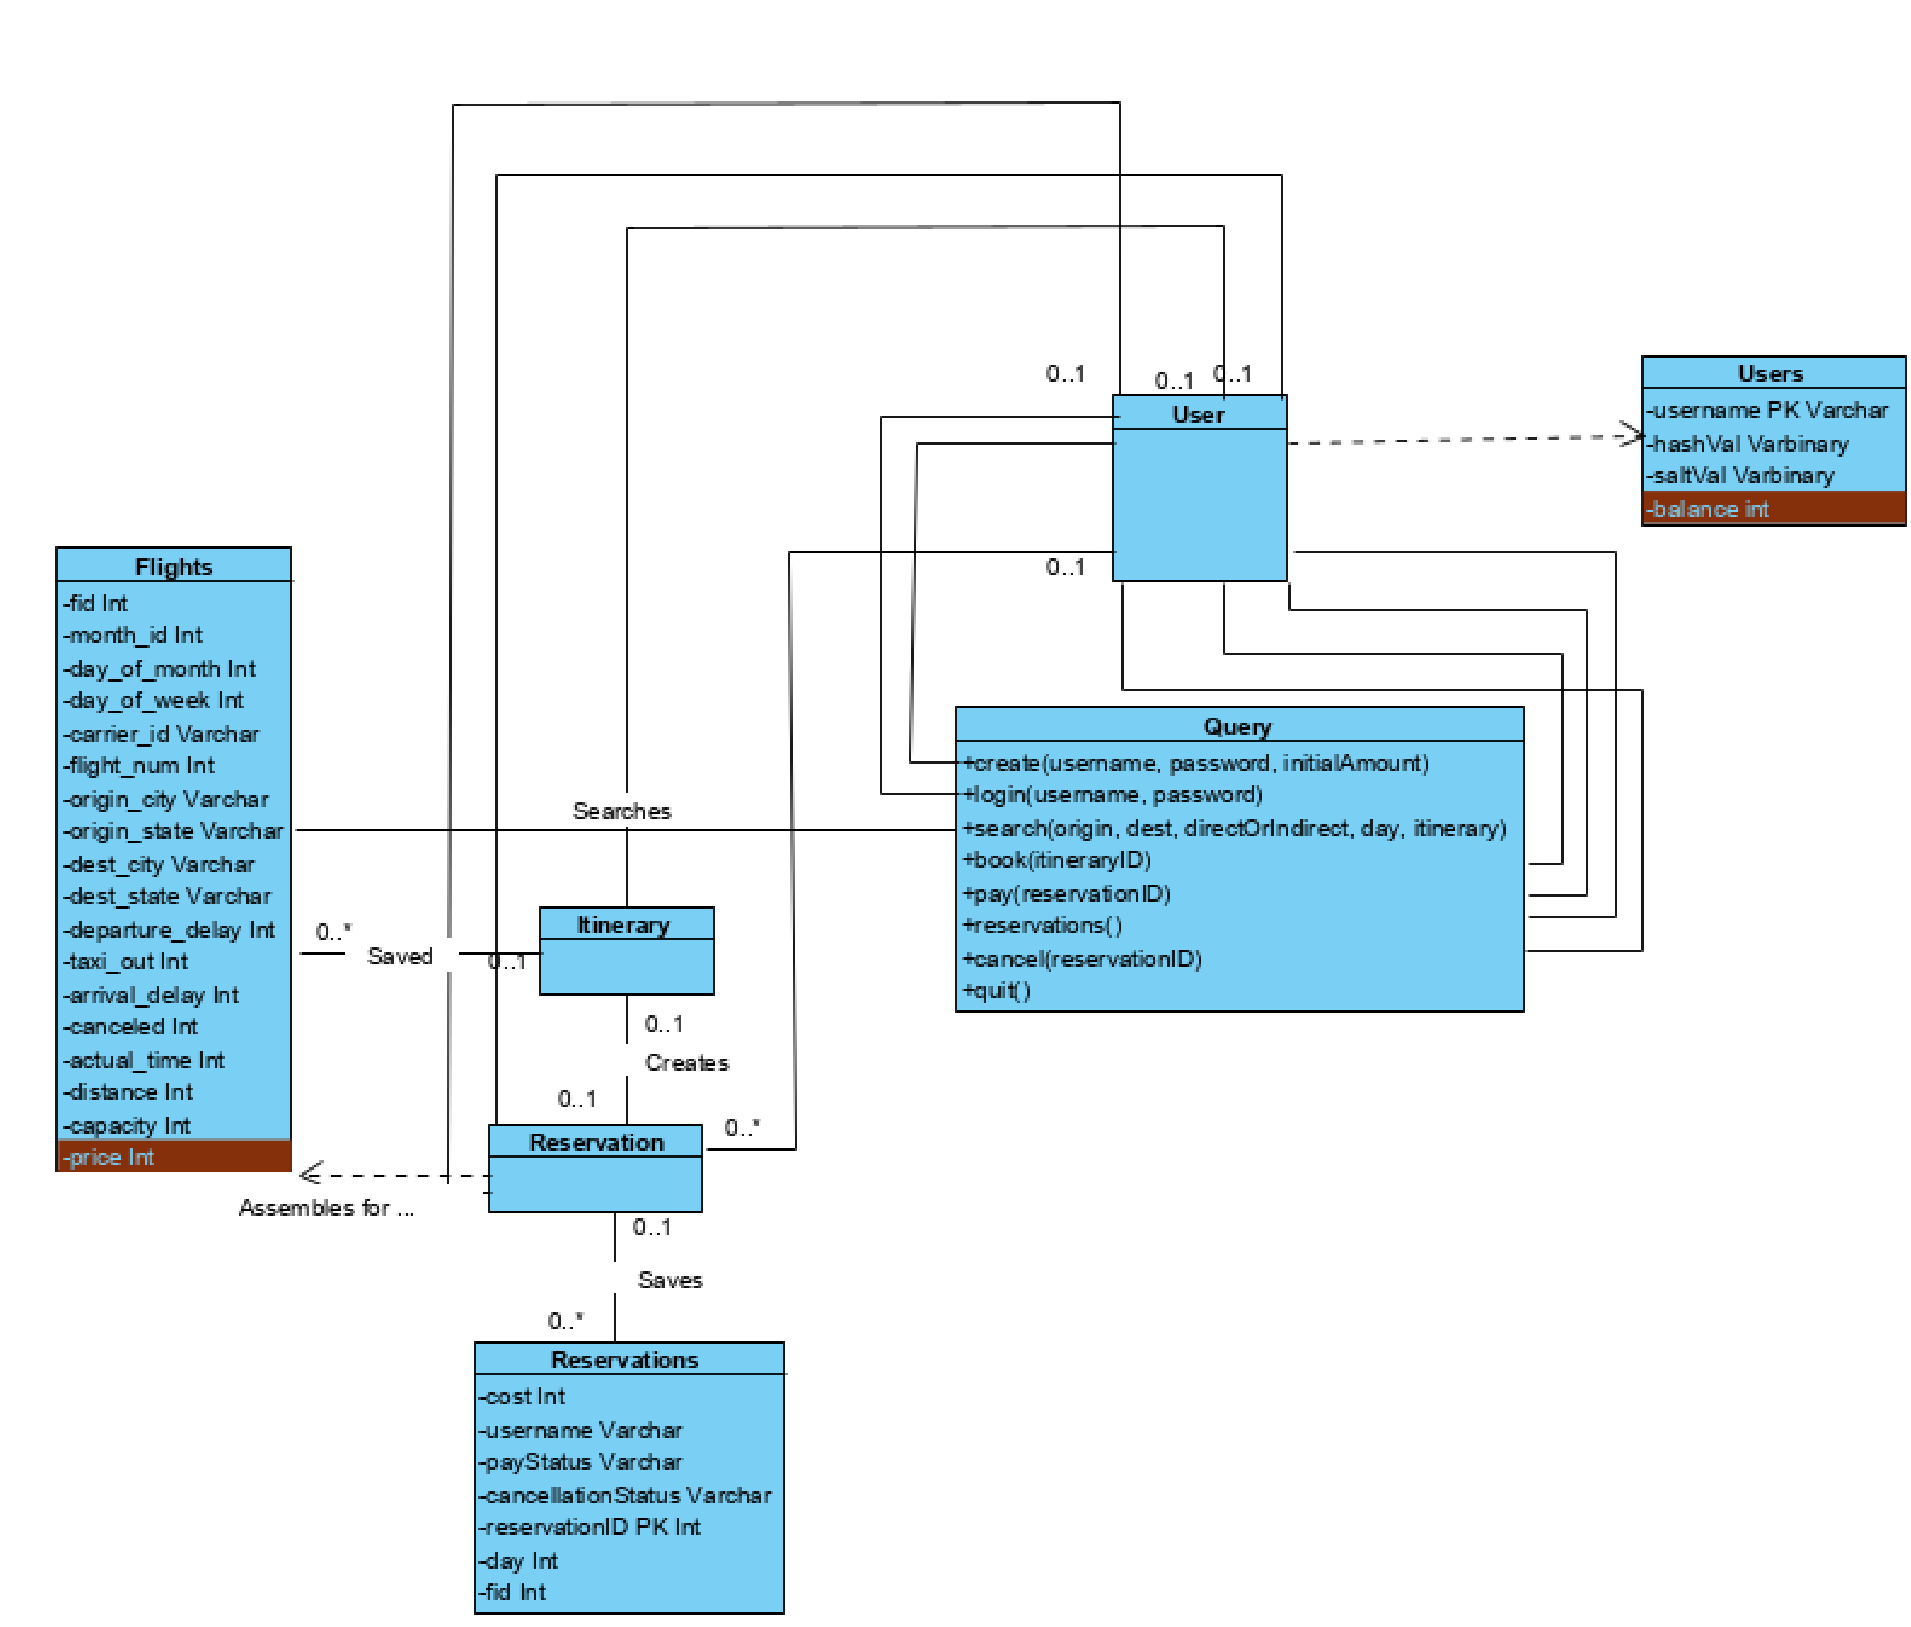 0..1
0..1
0..1
User
0..1
Users
-username PK Varchar
-hashVal Varbinary
-saltVal Varbinary
-balance int
Flights
-fid Int
-month_id Int
-day_of_month Int
-day_of_week Int
-carrier_id Varchar
-flight_num Int
-origin_city Varchar
-origin_state Varchar
-dest_city Varchar
-dest_state Varchar
-departure_delay Int
-taxi_out Int
-arrival_delay Int
-canceled Int
-actual_time Int
-distance Int
-capacity Int
-price Int
Query
+create(username, password, initialAmount)
+login(username, password)
+search(origin, dest, directOrIndirect, day, itinerary)
+book(itineraryID)
+pay(reservationID)
+reservations()
+cancel(reservationID)
+quit()
Searches
Itinerary
0..*
Saved
0..1
0..1
Creates
0..1
Reservation
0..*
Assembles for ...
0..1
Saves
0..*
Reservations
-cost Int
-username Varchar
-payStatus Varchar
-cancellationStatus Varchar
-reservationID PK Int
-day Int
-fid Int